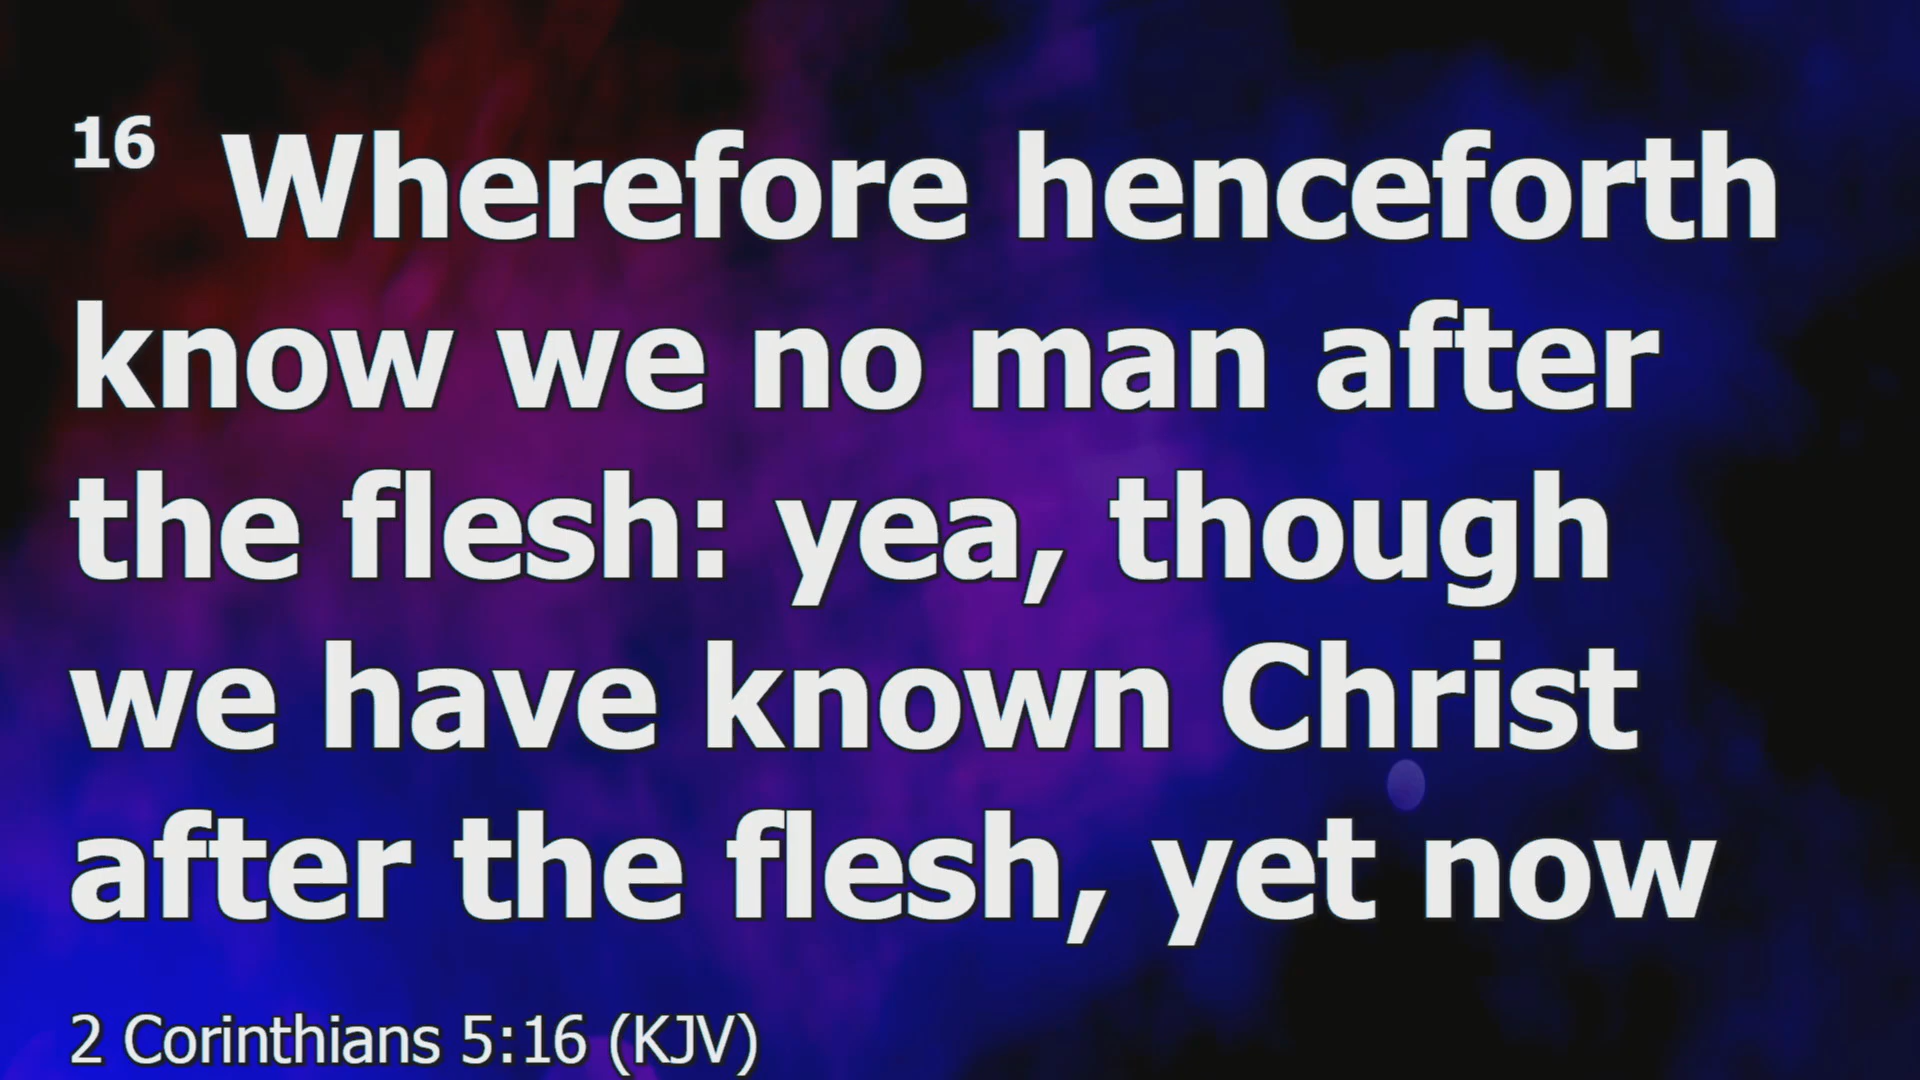 16 Wherefore henceforth
know we no man after
the flesh: yea, though
we have known Christ
after the flesh, yet now
2 Corinthians 5:16 (KJV)